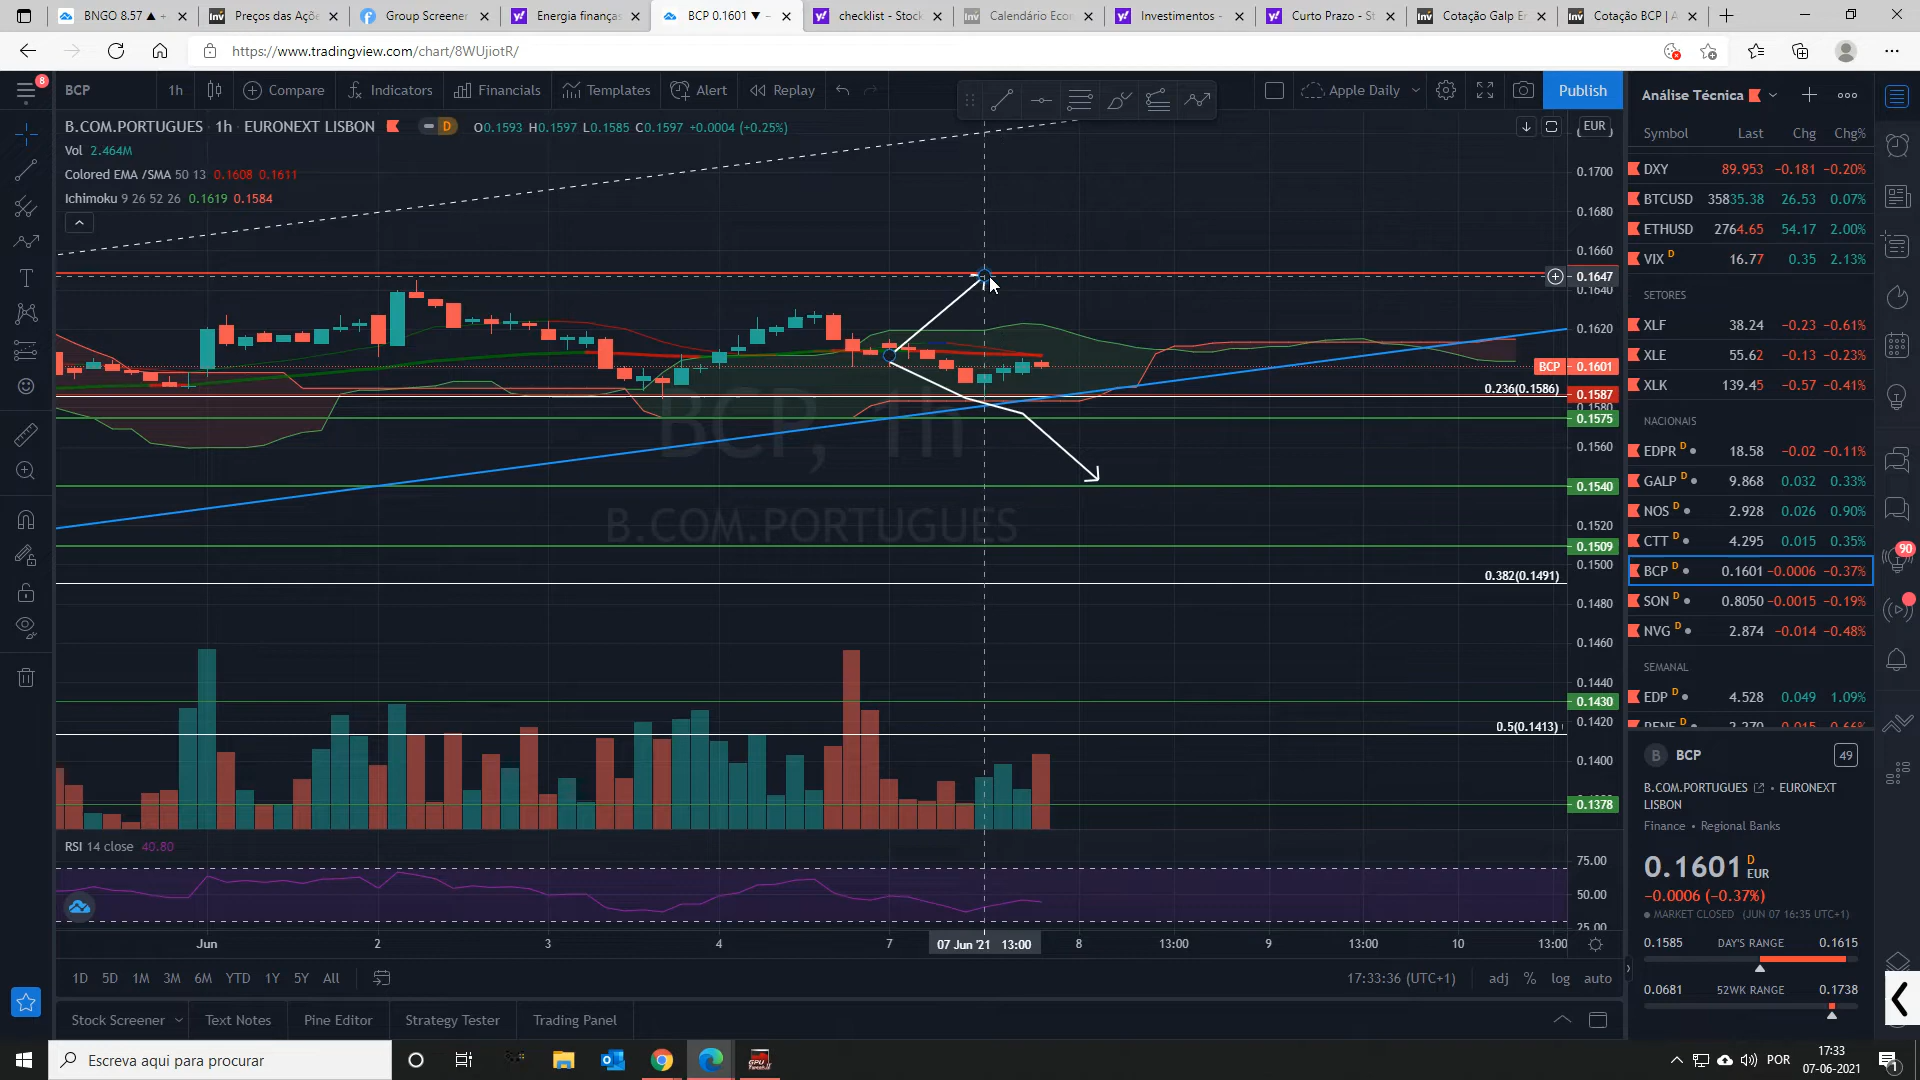 BNGO 8.57 ▲ +
Preços das Açõe
Group Screener
Energia finanças
BCP 0.1601 ▼ −
checklist - Stock
Calendário Econ
Investimentos -
Curto Prazo - St
Cotação Galp En
Cotação BCP | A
https://www.tradingview.com/chart/8WUjiotR/
8
BCP 1h Compare Indicators Financials Templates Alert Replay Apple Daily Publish
Análise Técnica
B.COM.PORTUGUES · 1h · EURONEXT LISBON D O0.1593 H0.1597 L0.1585 C0.1597 +0.0004 (+0.25%)
Vol 2.464M
Colored EMA /SMA 50 13 0.1608 0.1611
Ichimoku 9 26 52 26 0.1619 0.1584
EUR
0.1700
0.1680
0.1660
0.1647
0.1640
0.1620
BCP 0.1601
0.236(0.1586) 0.1587
0.1580
0.1575
0.1560
0.1540
0.1520
0.1509
0.1500
0.382(0.1491)
0.1480
0.1460
0.1440
0.1430
0.1420
0.5(0.1413)
0.1400
0.1378
BCP, 1h
B.COM.PORTUGUES
RSI 14 close 40.80
75.00
50.00
25.00
Jun 2 3 4 7 07 Jun '21 13:00 8 13:00 9 13:00 10 13:00
1D 5D 1M 3M 6M YTD 1Y 5Y All
17:33:36 (UTC+1) adj % log auto
Stock Screener Text Notes Pine Editor Strategy Tester Trading Panel
Symbol Last Chg Chg%
DXY 89.953 −0.181 −0.20%
BTCUSD 35835.38 26.53 0.07%
ETHUSD 2764.65 54.17 2.00%
VIX D 16.77 0.35 2.13%
SETORES
XLF 38.24 −0.23 −0.61%
XLE 55.62 −0.13 −0.23%
XLK 139.45 −0.57 −0.41%
NACIONAIS
EDPR D 18.58 −0.02 −0.11%
GALP D 9.868 0.032 0.33%
NOS D 2.928 0.026 0.90%
CTT D 4.295 0.015 0.35%
BCP D 0.1601 −0.0006 −0.37%
SON D 0.8050 −0.0015 −0.19%
NVG D 2.874 −0.014 −0.48%
SEMANAL
EDP D 4.528 0.049 1.09%
B BCP 49
B.COM.PORTUGUES • EURONEXT
LISBON
Finance • Regional Banks
0.1601 D EUR
−0.0006 (−0.37%)
MARKET CLOSED (JUN 07 16:35 UTC+1)
0.1585 DAY'S RANGE 0.1615
0.0681 52WK RANGE 0.1738
90
Escreva aqui para procurar
POR
17:33
07-06-2021
1